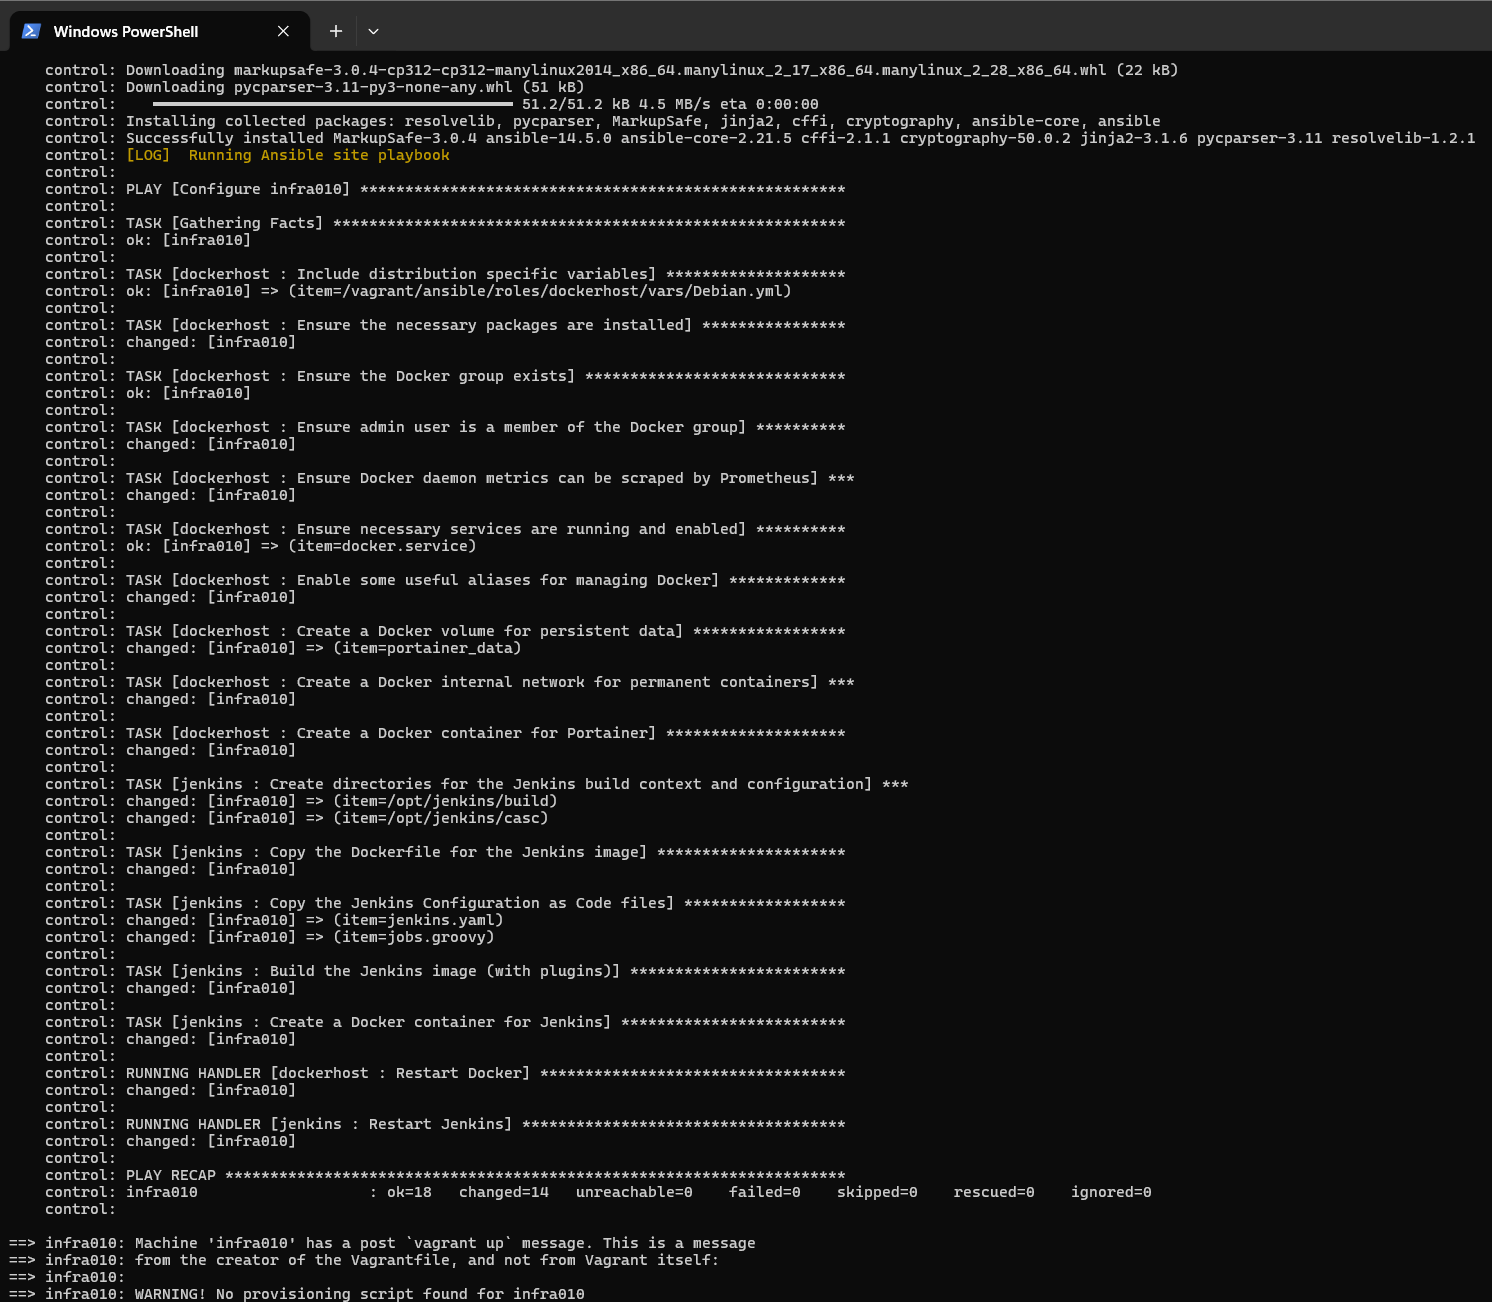 Windows PowerShell
control: Downloading markupsafe-3.0.4-cp312-cp312-manylinux2014_x86_64.manylinux_2_17_x86_64.manylinux_2_28_x86_64.whl (22 kB)
control: Downloading pycparser-3.11-py3-none-any.whl (51 kB)
control: 51.2/51.2 kB 4.5 MB/s eta 0:00:00
control: Installing collected packages: resolvelib, pycparser, MarkupSafe, jinja2, cffi, cryptography, ansible-core, ansible
control: Successfully installed MarkupSafe-3.0.4 ansible-14.5.0 ansible-core-2.21.5 cffi-2.1.1 cryptography-50.0.2 jinja2-3.1.6 pycparser-3.11 resolvelib-1.2.1
control: [LOG]  Running Ansible site playbook
control:
control: PLAY [Configure infra010] ******************************************************
control:
control: TASK [Gathering Facts] *********************************************************
control: ok: [infra010]
control:
control: TASK [dockerhost : Include distribution specific variables] ********************
control: ok: [infra010] => (item=/vagrant/ansible/roles/dockerhost/vars/Debian.yml)
control:
control: TASK [dockerhost : Ensure the necessary packages are installed] ****************
control: changed: [infra010]
control:
control: TASK [dockerhost : Ensure the Docker group exists] *****************************
control: ok: [infra010]
control:
control: TASK [dockerhost : Ensure admin user is a member of the Docker group] **********
control: changed: [infra010]
control:
control: TASK [dockerhost : Ensure Docker daemon metrics can be scraped by Prometheus] ***
control: changed: [infra010]
control:
control: TASK [dockerhost : Ensure necessary services are running and enabled] **********
control: ok: [infra010] => (item=docker.service)
control:
control: TASK [dockerhost : Enable some useful aliases for managing Docker] *************
control: changed: [infra010]
control:
control: TASK [dockerhost : Create a Docker volume for persistent data] *****************
control: changed: [infra010] => (item=portainer_data)
control:
control: TASK [dockerhost : Create a Docker internal network for permanent containers] ***
control: changed: [infra010]
control:
control: TASK [dockerhost : Create a Docker container for Portainer] ********************
control: changed: [infra010]
control:
control: TASK [jenkins : Create directories for the Jenkins build context and configuration] ***
control: changed: [infra010] => (item=/opt/jenkins/build)
control: changed: [infra010] => (item=/opt/jenkins/casc)
control:
control: TASK [jenkins : Copy the Dockerfile for the Jenkins image] *********************
control: changed: [infra010]
control:
control: TASK [jenkins : Copy the Jenkins Configuration as Code files] ******************
control: changed: [infra010] => (item=jenkins.yaml)
control: changed: [infra010] => (item=jobs.groovy)
control:
control: TASK [jenkins : Build the Jenkins image (with plugins)] ************************
control: changed: [infra010]
control:
control: TASK [jenkins : Create a Docker container for Jenkins] *************************
control: changed: [infra010]
control:
control: RUNNING HANDLER [dockerhost : Restart Docker] **********************************
control: changed: [infra010]
control:
control: RUNNING HANDLER [jenkins : Restart Jenkins] ************************************
control: changed: [infra010]
control:
control: PLAY RECAP *********************************************************************
control: infra010                   : ok=18   changed=14   unreachable=0    failed=0    skipped=0    rescued=0    ignored=0
control:
==> infra010: Machine 'infra010' has a post `vagrant up` message. This is a message
==> infra010: from the creator of the Vagrantfile, and not from Vagrant itself:
==> infra010:
==> infra010: WARNING! No provisioning script found for infra010